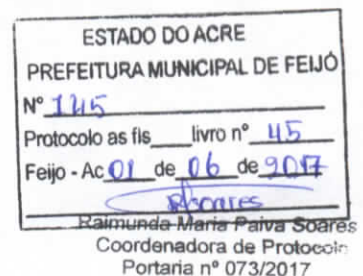 ESTADO DO ACRE
PREFEITURA MUNICIPAL DE FEIJÓ
Nº 145
Protocolo as fls____livro nº 45
Feijo - Ac 01 de 06 de 2017
RSoares
Raimunda Maria Paiva Soares
Coordenadora de Protocolo
Portaria nº 073/2017